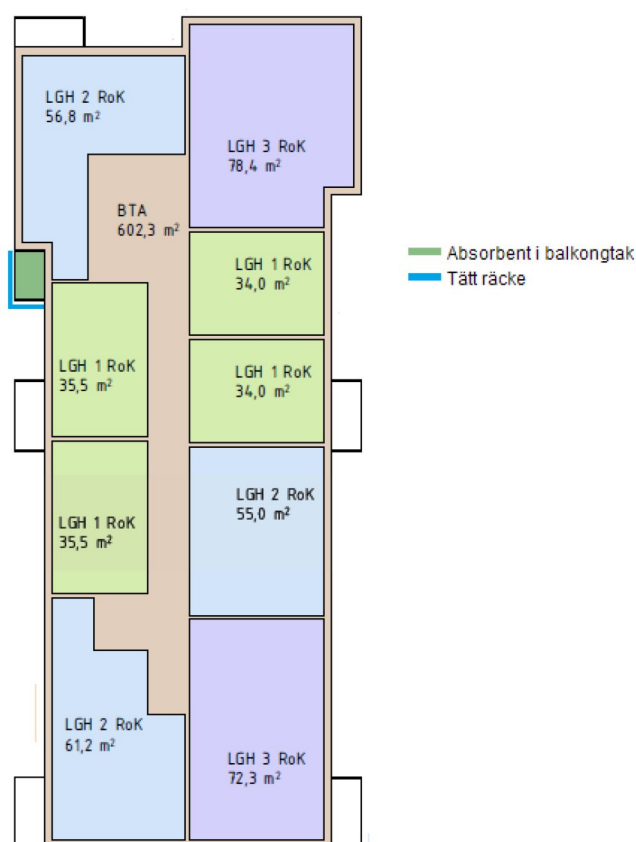 LGH 2 RoK
56,8 m²
LGH 3 RoK
78,4 m²
BTA
602,3 m²
Absorbent i balkongtak
Tätt räcke
LGH 1 RoK
34,0 m²
LGH 1 RoK
35,5 m²
LGH 1 RoK
34,0 m²
LGH 2 RoK
55,0 m²
LGH 1 RoK
35,5 m²
LGH 2 RoK
61,2 m²
LGH 3 RoK
72,3 m²